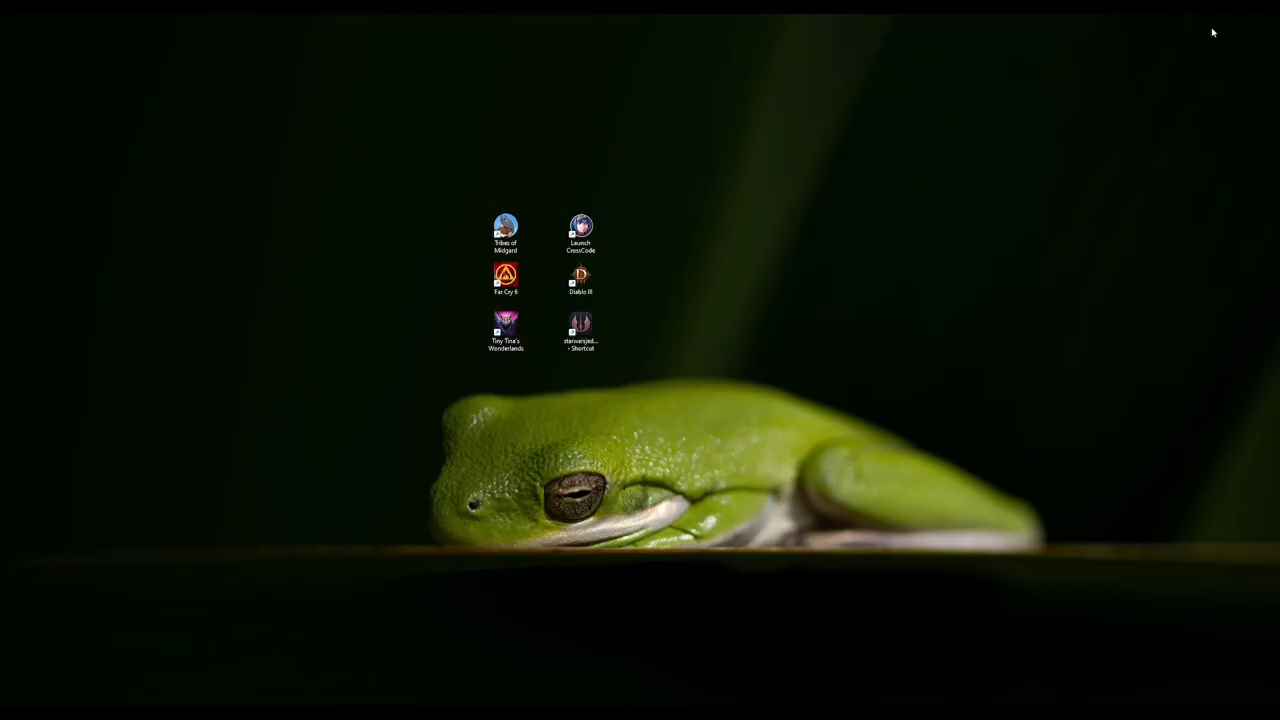 Tribes of
Midgard
Launch
CrossCode
Far Cry 6
Diablo III
Tiny Tina's
Wonderlands
starwarsjed...
- Shortcut